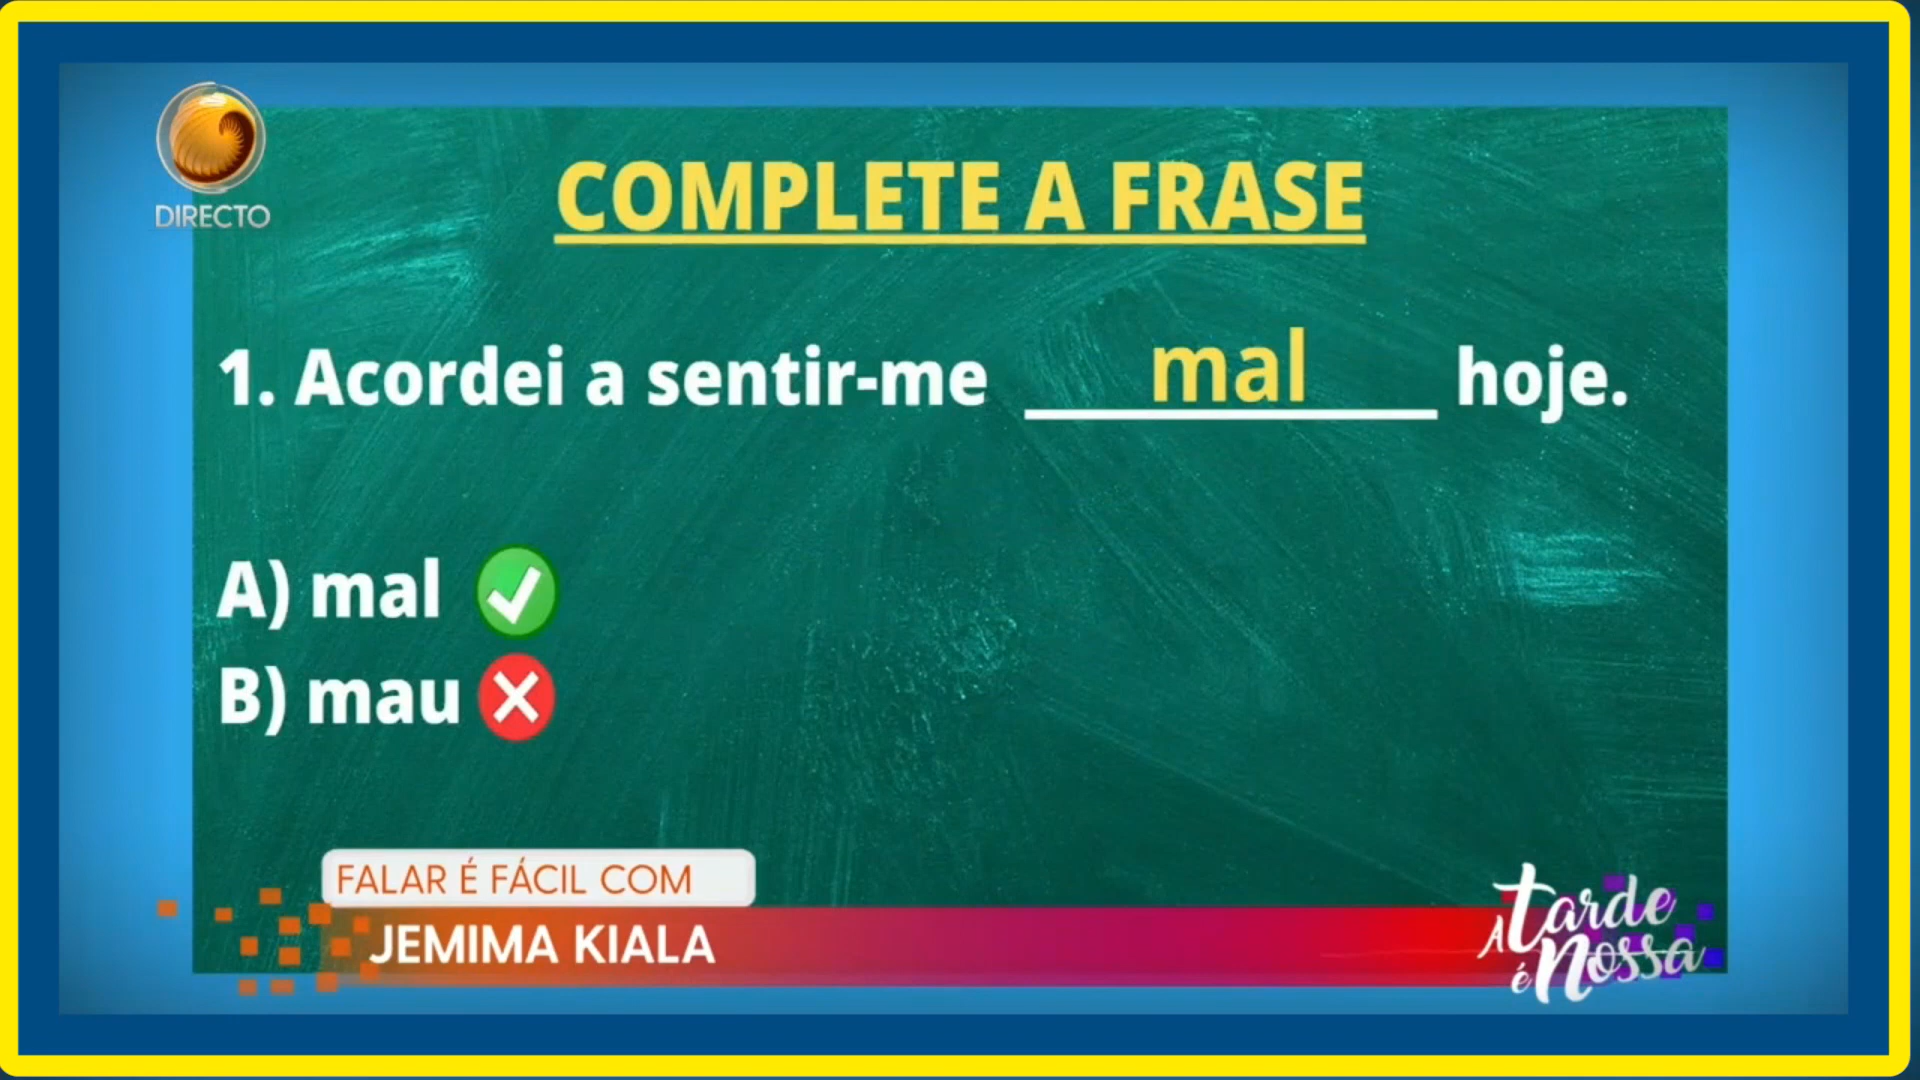 DIRECTO
COMPLETE A FRASE
1. Acordei a sentir-me mal hoje.
A) mal
B) mau
FALAR É FÁCIL COM
JEMIMA KIALA
A tarde
é nossa